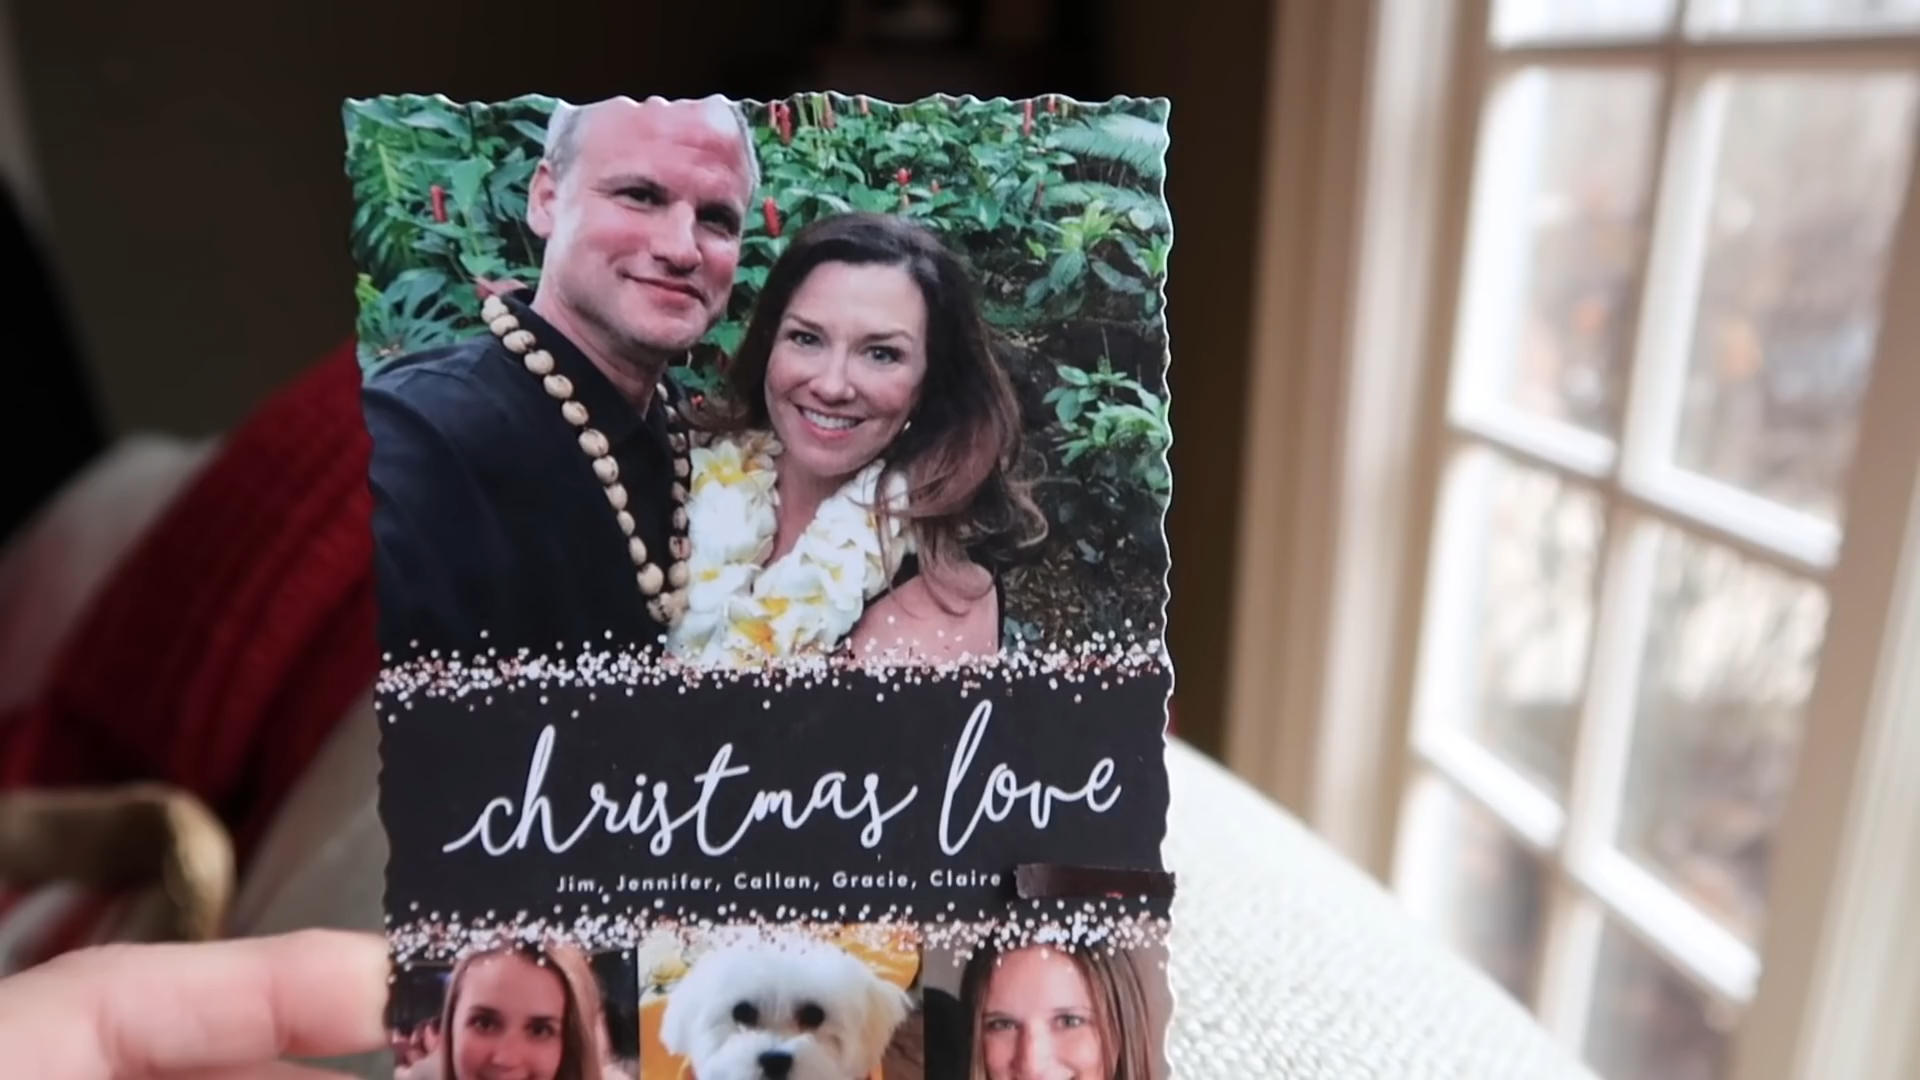 christmas love
Jim, Jennifer, Callan, Gracie, Claire